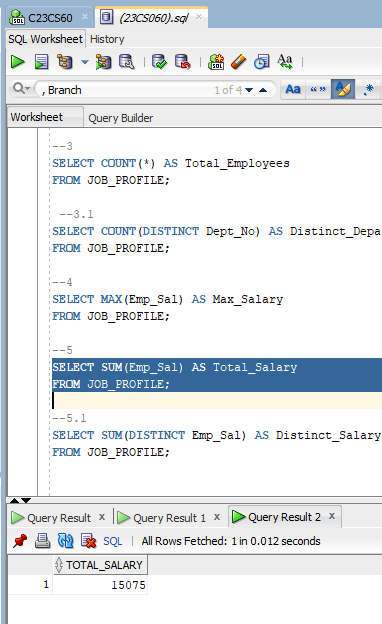 C23CS60 × (23CS060).sql ×
SQL Worksheet History
, Branch 1 of 4 Aa “” .*
Worksheet Query Builder
--3
SELECT COUNT(*) AS Total_Employees
FROM JOB_PROFILE;
--3.1
SELECT COUNT(DISTINCT Dept_No) AS Distinct_Depa
FROM JOB_PROFILE;
--4
SELECT MAX(Emp_Sal) AS Max_Salary
FROM JOB_PROFILE;
--5
SELECT SUM(Emp_Sal) AS Total_Salary
FROM JOB_PROFILE;
--5.1
SELECT SUM(DISTINCT Emp_Sal) AS Distinct_Salary
FROM JOB_PROFILE;
Query Result × Query Result 1 × Query Result 2 ×
SQL | All Rows Fetched: 1 in 0.012 seconds
TOTAL_SALARY
1 15075